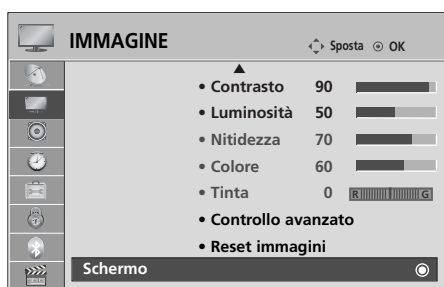 IMMAGINE Sposta OK
• Contrasto 90
• Luminosità 50
• Nitidezza 70
• Colore 60
• Tinta 0 R G
• Controllo avanzato
• Reset immagini
Schermo